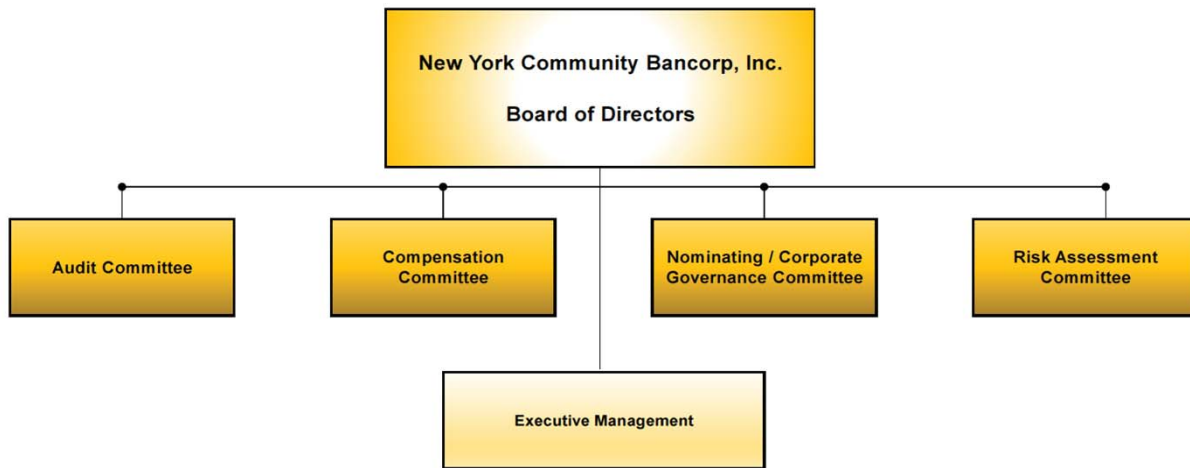 New York Community Bancorp, Inc.
Board of Directors
Audit Committee
Compensation
Committee
Nominating / Corporate
Governance Committee
Risk Assessment
Committee
Executive Management